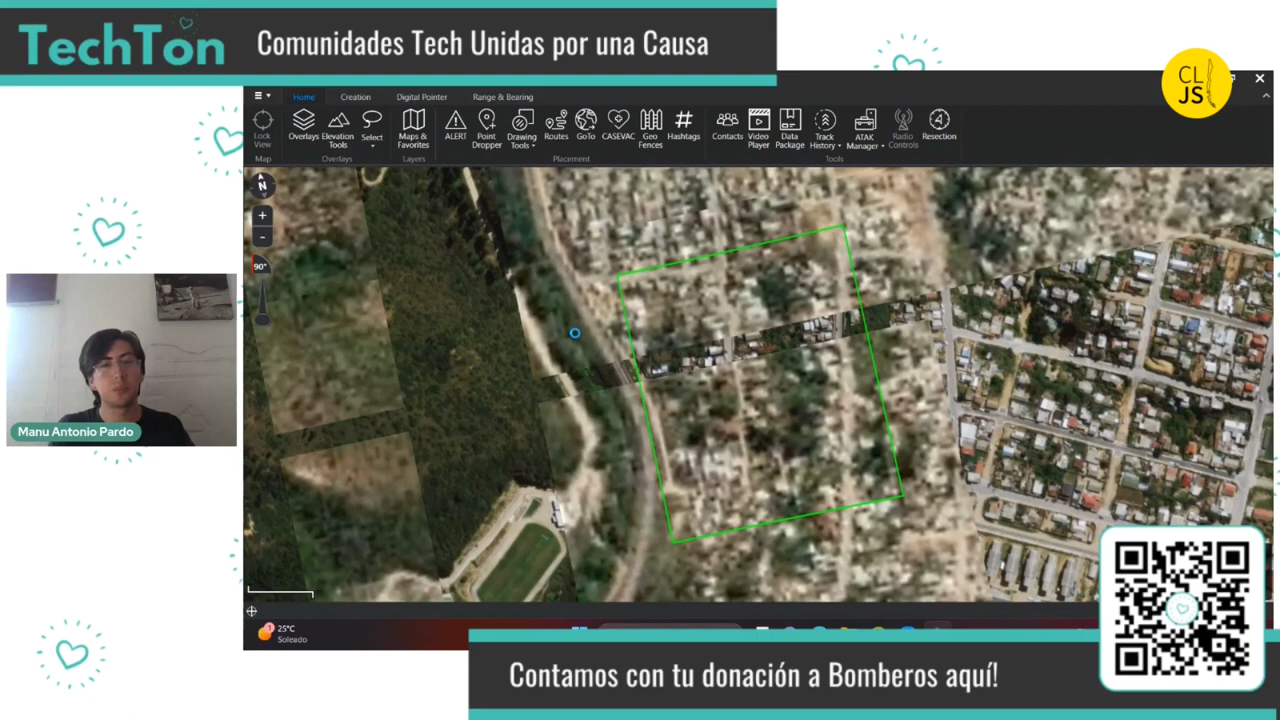 TechTon
Comunidades Tech Unidas por una Causa
CL
JS
Home
Creation
Digital Pointer
Range & Bearing
Lock
View
Overlays
Elevation
Tools
Select
Maps &
Favorites
ALERT
Point
Dropper
Drawing
Tools
Routes
GoTo
CASEVAC
Geo
Fences
Hashtags
Contacts
Video
Player
Data
Package
Track
History
ATAK
Manager
Radio
Controls
Resection
Map
Overlays
Layers
Placement
Tools
N
+
-
90°
Manu Antonio Pardo
1
25°C
Soleado
Contamos con tu donación a Bomberos aquí!